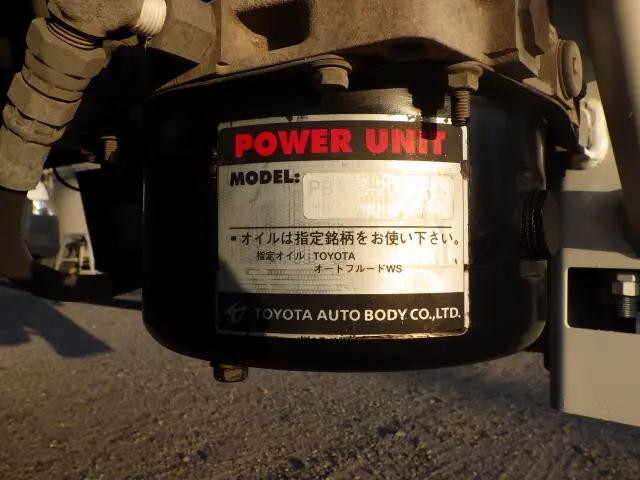 POWER UNIT
MODEL:
▪オイルは指定銘柄をお使い下さい。
指定オイル:TOYOTA
オートフルードWS
TOYOTA AUTO BODY CO.,LTD.